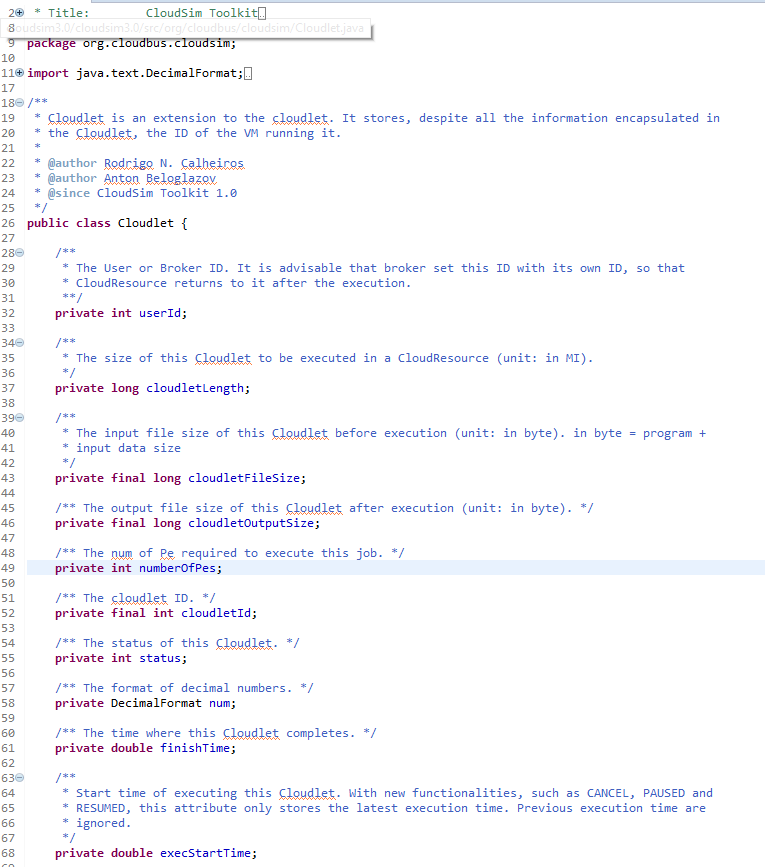 2 * Title:        CloudSim Toolkit
8
cloudsim3.0/cloudsim3.0/src/org/cloudbus/cloudsim/Cloudlet.java
9 package org.cloudbus.cloudsim;
10
11 import java.text.DecimalFormat;
17
18 /**
19  * Cloudlet is an extension to the cloudlet. It stores, despite all the information encapsulated in
20  * the Cloudlet, the ID of the VM running it.
21  *
22  * @author Rodrigo N. Calheiros
23  * @author Anton Beloglazov
24  * @since CloudSim Toolkit 1.0
25  */
26 public class Cloudlet {
27
28     /**
29      * The User or Broker ID. It is advisable that broker set this ID with its own ID, so that
30      * CloudResource returns to it after the execution.
31      **/
32     private int userId;
33
34     /**
35      * The size of this Cloudlet to be executed in a CloudResource (unit: in MI).
36      */
37     private long cloudletLength;
38
39     /**
40      * The input file size of this Cloudlet before execution (unit: in byte). in byte = program +
41      * input data size
42      */
43     private final long cloudletFileSize;
44
45     /** The output file size of this Cloudlet after execution (unit: in byte). */
46     private final long cloudletOutputSize;
47
48     /** The num of Pe required to execute this job. */
49     private int numberOfPes;
50
51     /** The cloudlet ID. */
52     private final int cloudletId;
53
54     /** The status of this Cloudlet. */
55     private int status;
56
57     /** The format of decimal numbers. */
58     private DecimalFormat num;
59
60     /** The time where this Cloudlet completes. */
61     private double finishTime;
62
63     /**
64      * Start time of executing this Cloudlet. With new functionalities, such as CANCEL, PAUSED and
65      * RESUMED, this attribute only stores the latest execution time. Previous execution time are
66      * ignored.
67      */
68     private double execStartTime;